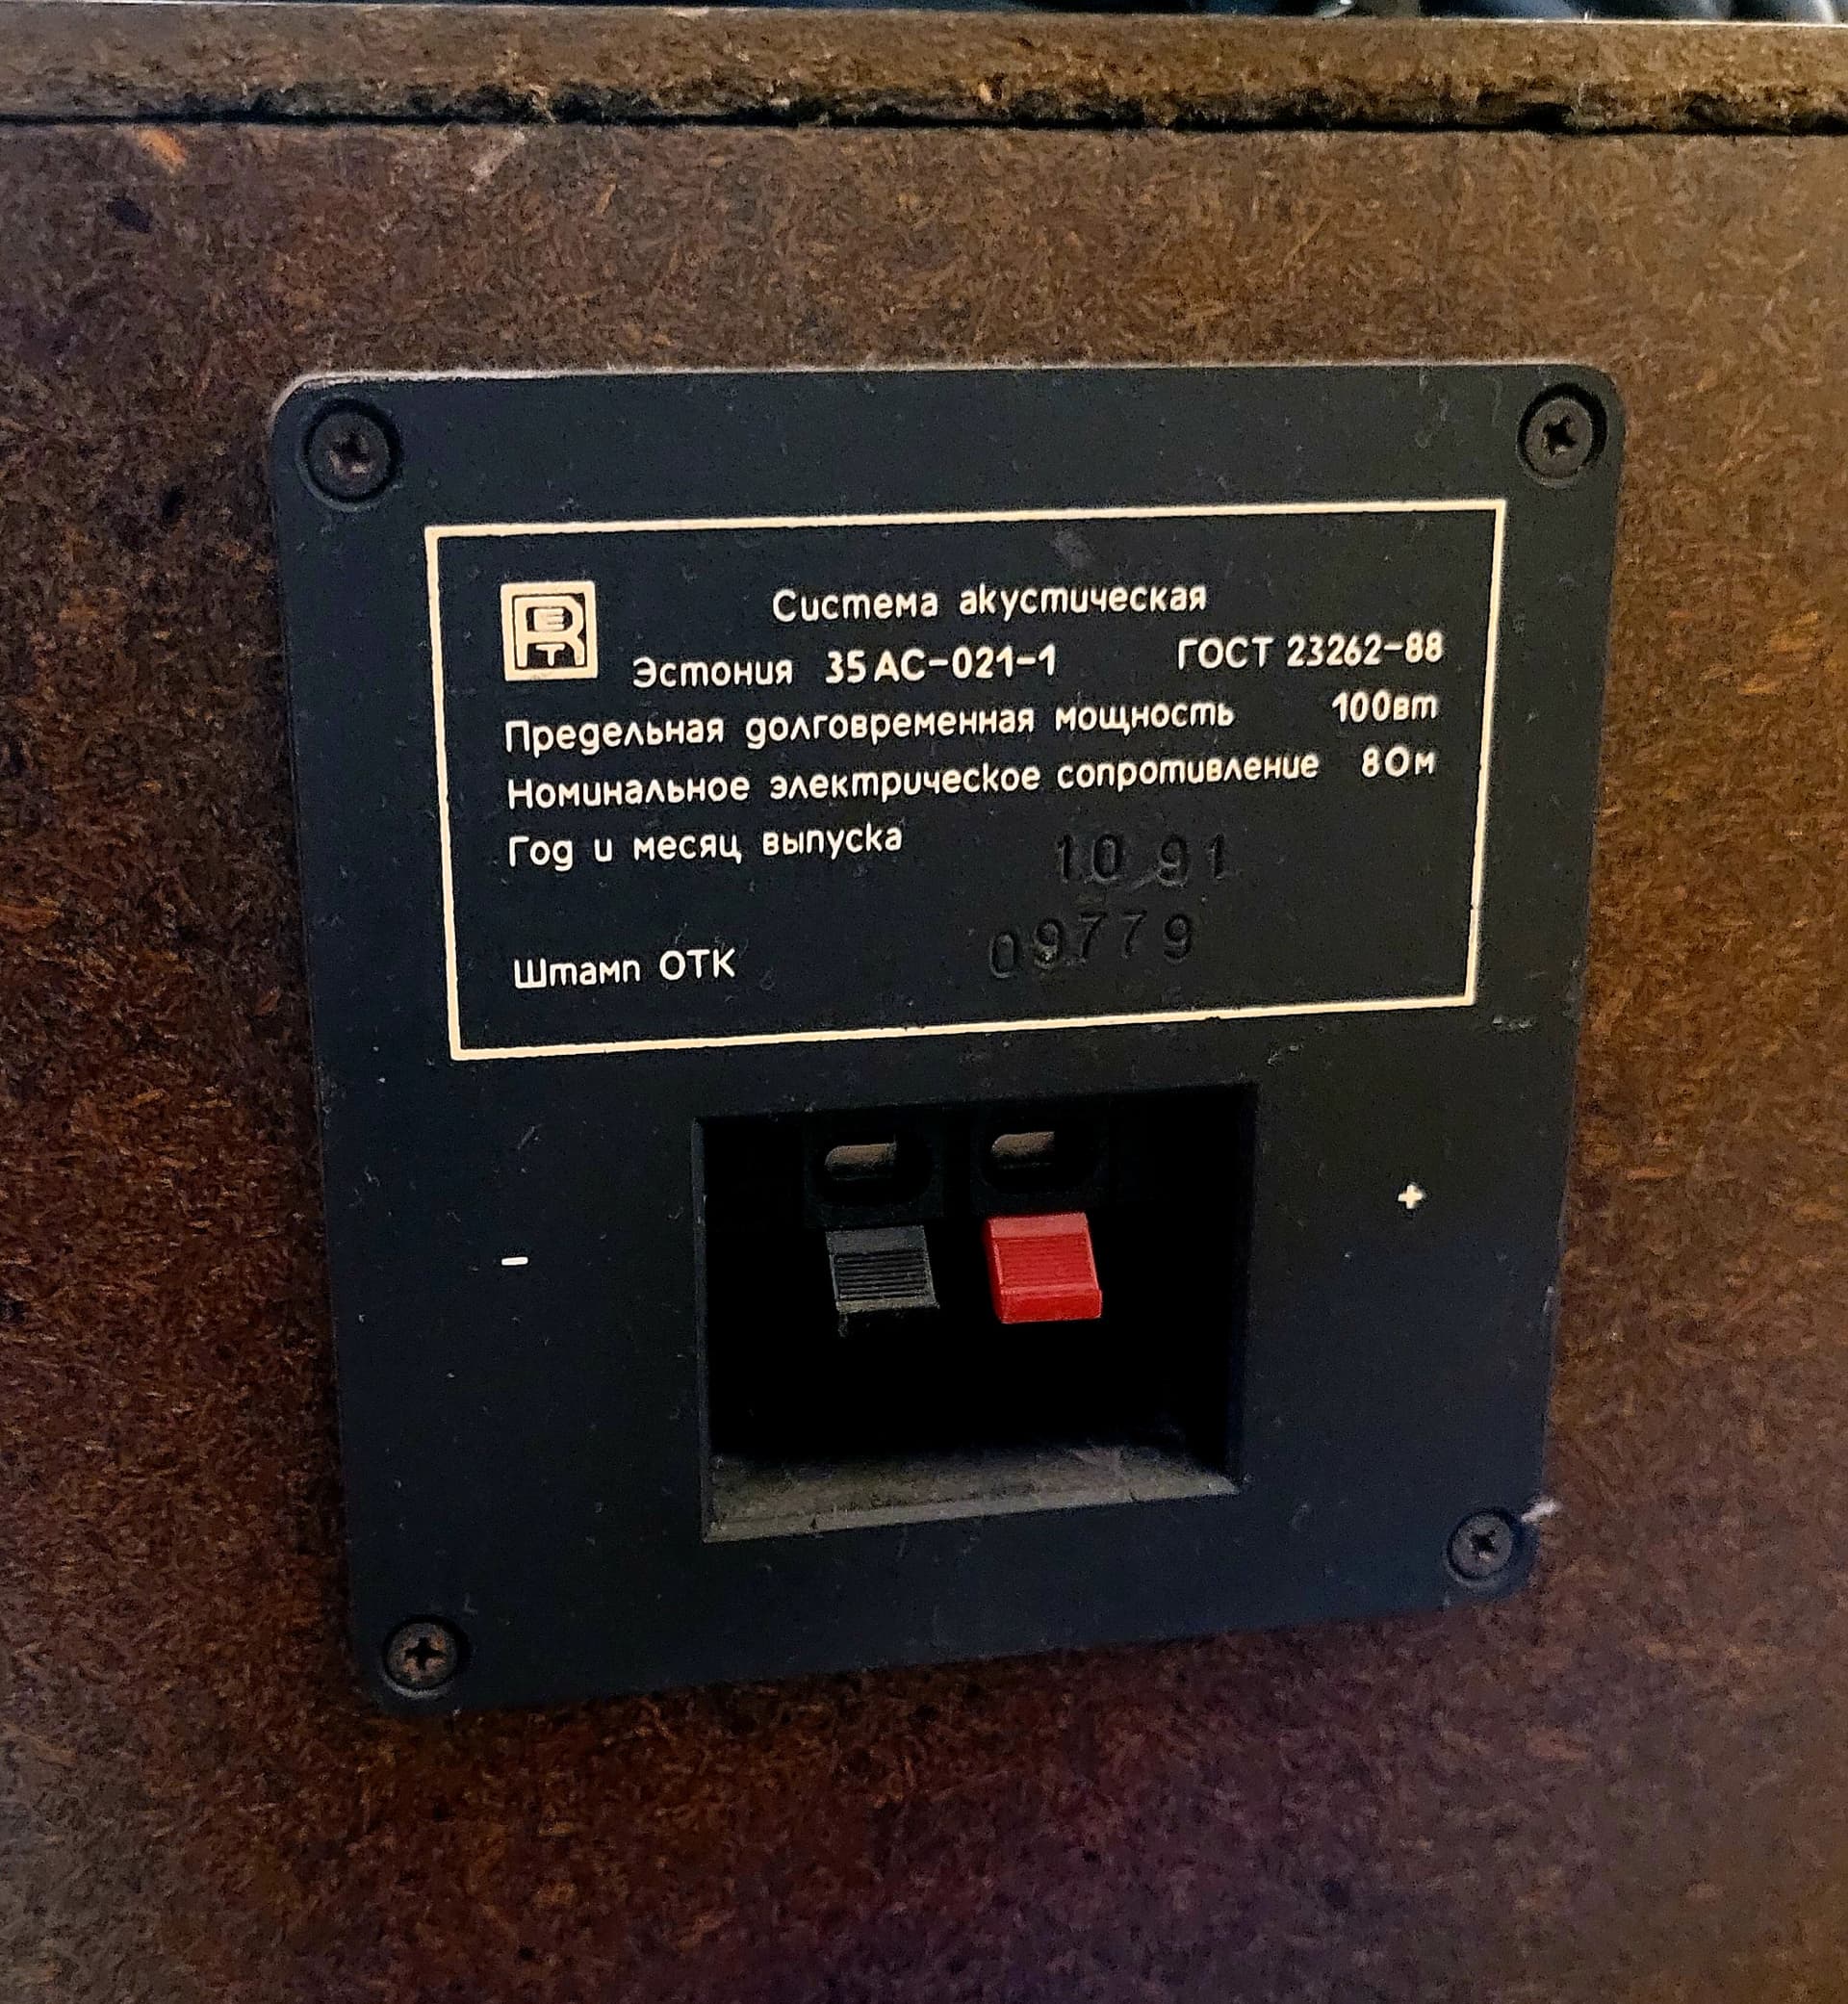 RET
Система акустическая
Эстония 35АС-021-1 ГОСТ 23262-88
Предельная долговременная мощность 100вт
Номинальное электрическое сопротивление 8Ом
Год и месяц выпуска 10 91
Штамп ОТК 09779
- +